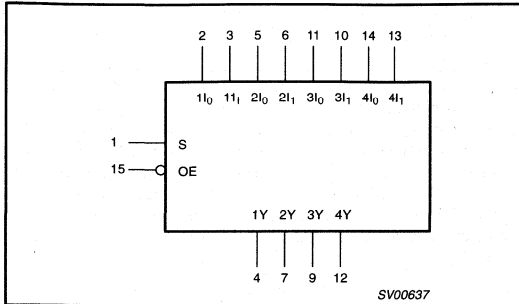 2 3 5 6 11 10 14 13
1I₀ 11₁ 2I₀ 2I₁ 3I₀ 3I₁ 4I₀ 4I₁
1 S
15 OE
1Y 2Y 3Y 4Y
4 7 9 12
SV00637